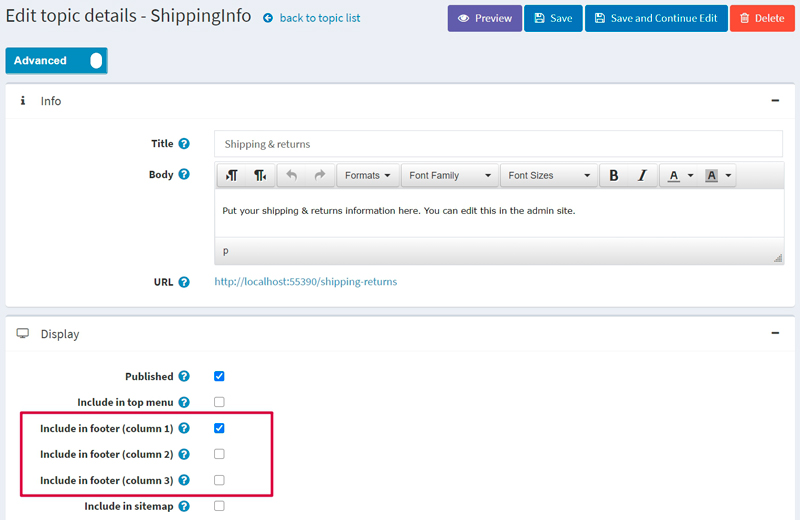 Edit topic details - ShippingInfo back to topic list Preview Save Save and Continue Edit Delete
Advanced
Info
Title Shipping & returns
Body Formats Font Family Font Sizes B I A A
Put your shipping & returns information here. You can edit this in the admin site.
p
URL http://localhost:55390/shipping-returns
Display
Published
Include in top menu
Include in footer (column 1)
Include in footer (column 2)
Include in footer (column 3)
Include in sitemap